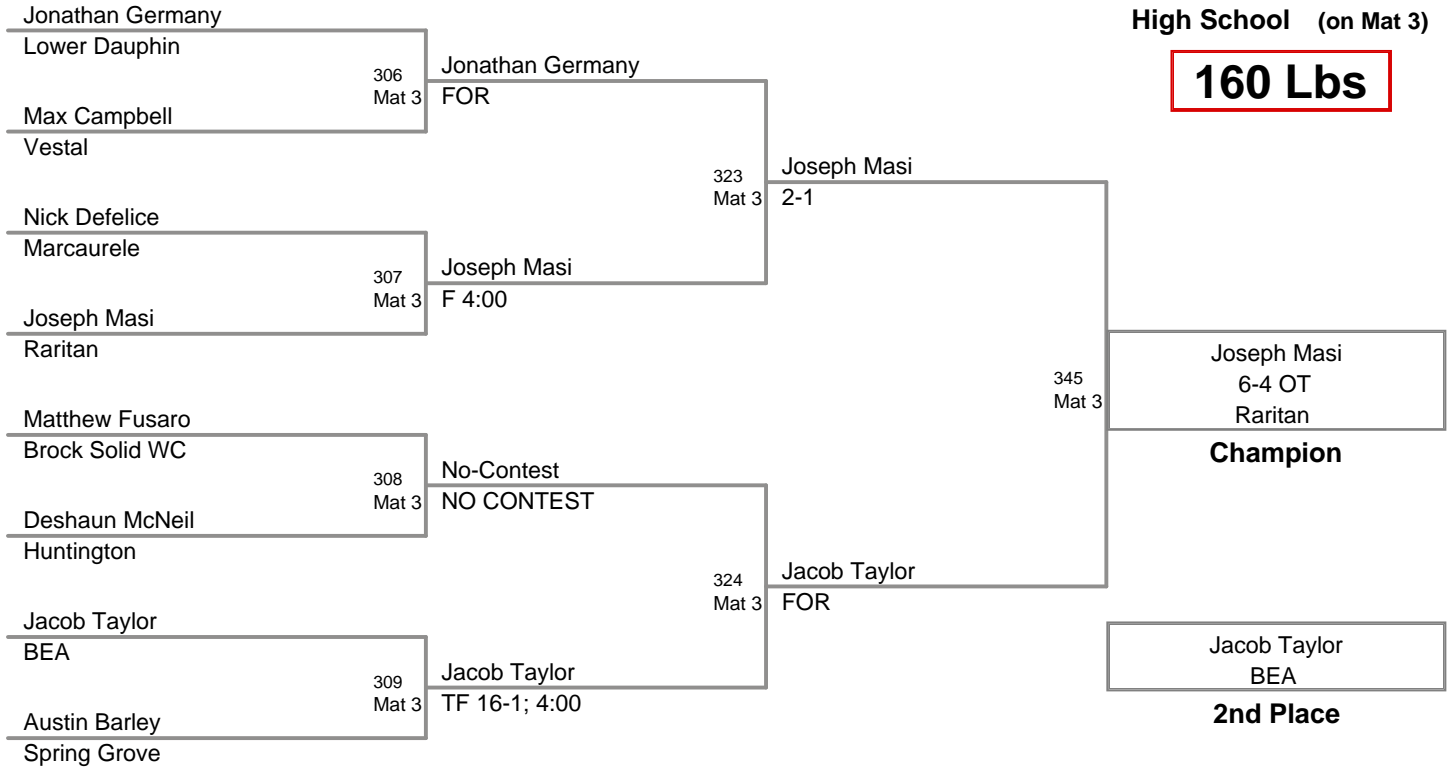 High School (on Mat 3)
160 Lbs
Jonathan Germany
Lower Dauphin
306
Mat 3
Jonathan Germany
FOR
Max Campbell
Vestal
323
Mat 3
Joseph Masi
2-1
Nick Defelice
Marcaurele
307
Mat 3
Joseph Masi
F 4:00
Joseph Masi
Raritan
345
Mat 3
Joseph Masi
6-4 OT
Raritan
Champion
Matthew Fusaro
Brock Solid WC
308
Mat 3
No-Contest
NO CONTEST
Deshaun McNeil
Huntington
324
Mat 3
Jacob Taylor
FOR
Jacob Taylor
BEA
309
Mat 3
Jacob Taylor
TF 16-1; 4:00
Austin Barley
Spring Grove
Jacob Taylor
BEA
2nd Place